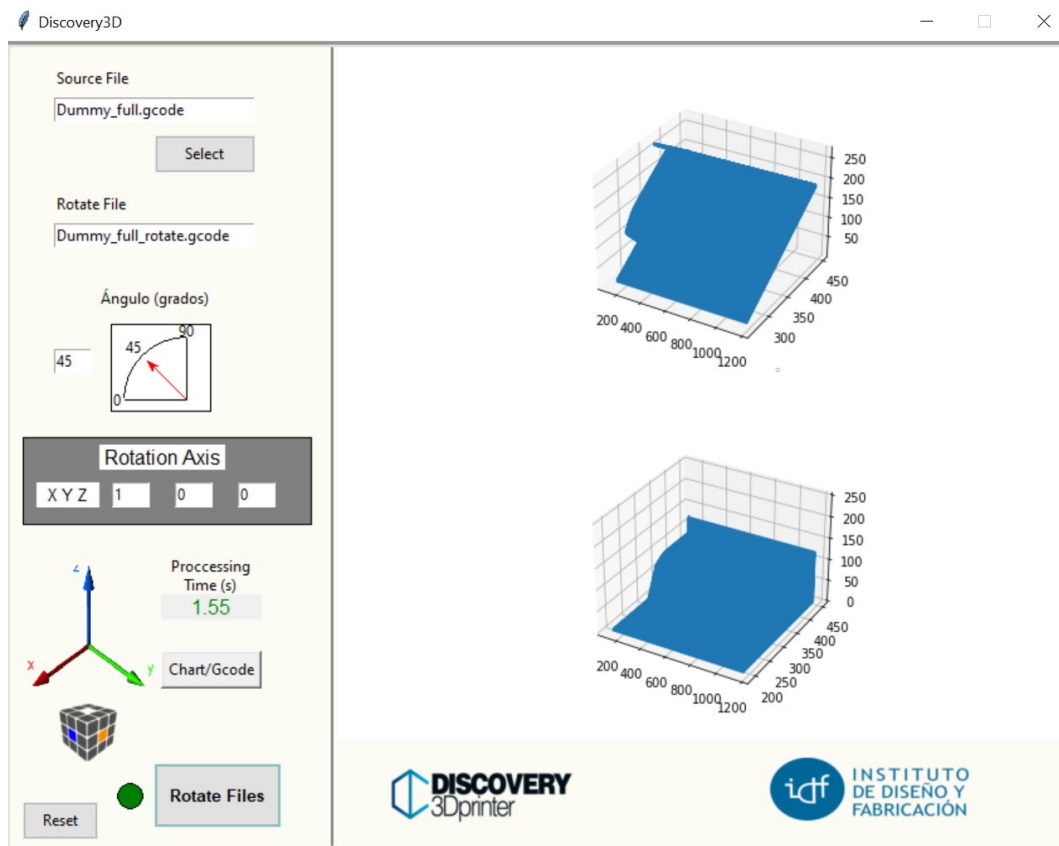 Discovery3D
Source File
Dummy_full.gcode
Select
Rotate File
Dummy_full_rotate.gcode
Ángulo (grados)
45
90
45
0
Rotation Axis
X Y Z 1 0 0
z
x
y
Proccessing
Time (s)
1.55
Chart/Gcode
Rotate Files
Reset
250
200
150
100
50
450
400
350
300
200 400 600 800 1000 1200
250
200
150
100
50
0
450
400
350
300
250
200
200 400 600 800 1000 1200
DISCOVERY
3Dprinter
idf
INSTITUTO
DE DISEÑO Y
FABRICACIÓN